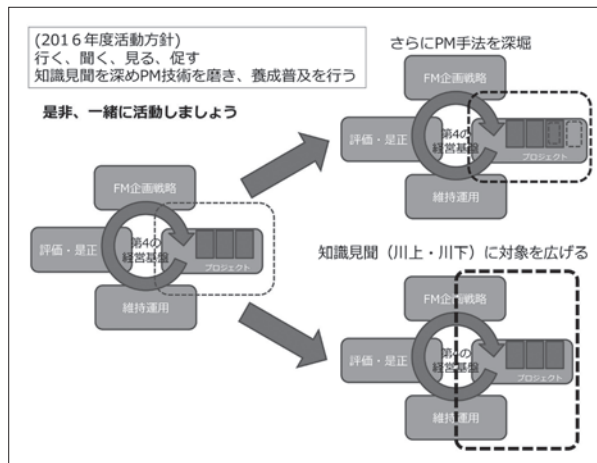 (2016年度活動方針)
行く、聞く、見る、促す
知識見聞を深めPM技術を磨き、養成普及を行う
是非、一緒に活動しましょう
FM企画戦略
評価・是正
第4の
経営基盤
プロジェクト
維持運用
さらにPM手法を深堀
FM企画戦略
評価・是正
第4の
経営基盤
プロジェクト
維持運用
知識見聞（川上・川下）に対象を広げる
FM企画戦略
評価・是正
第4の
経営基盤
プロジェクト
維持運用